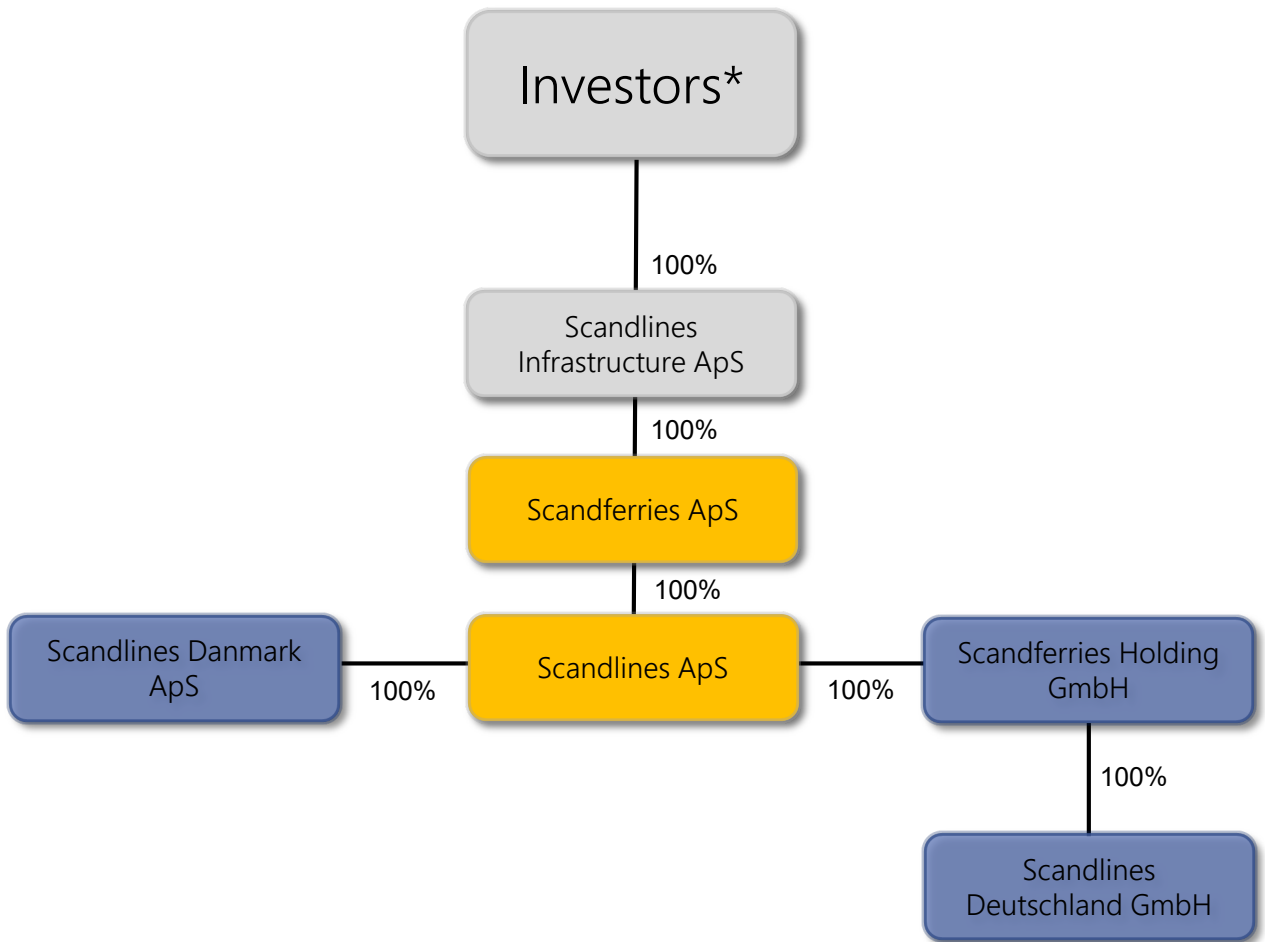 Investors*
100%
Scandlines
Infrastructure ApS
100%
Scandferries ApS
100%
Scandlines Danmark
ApS
100%
Scandlines ApS
100%
Scandferries Holding
GmbH
100%
Scandlines
Deutschland GmbH